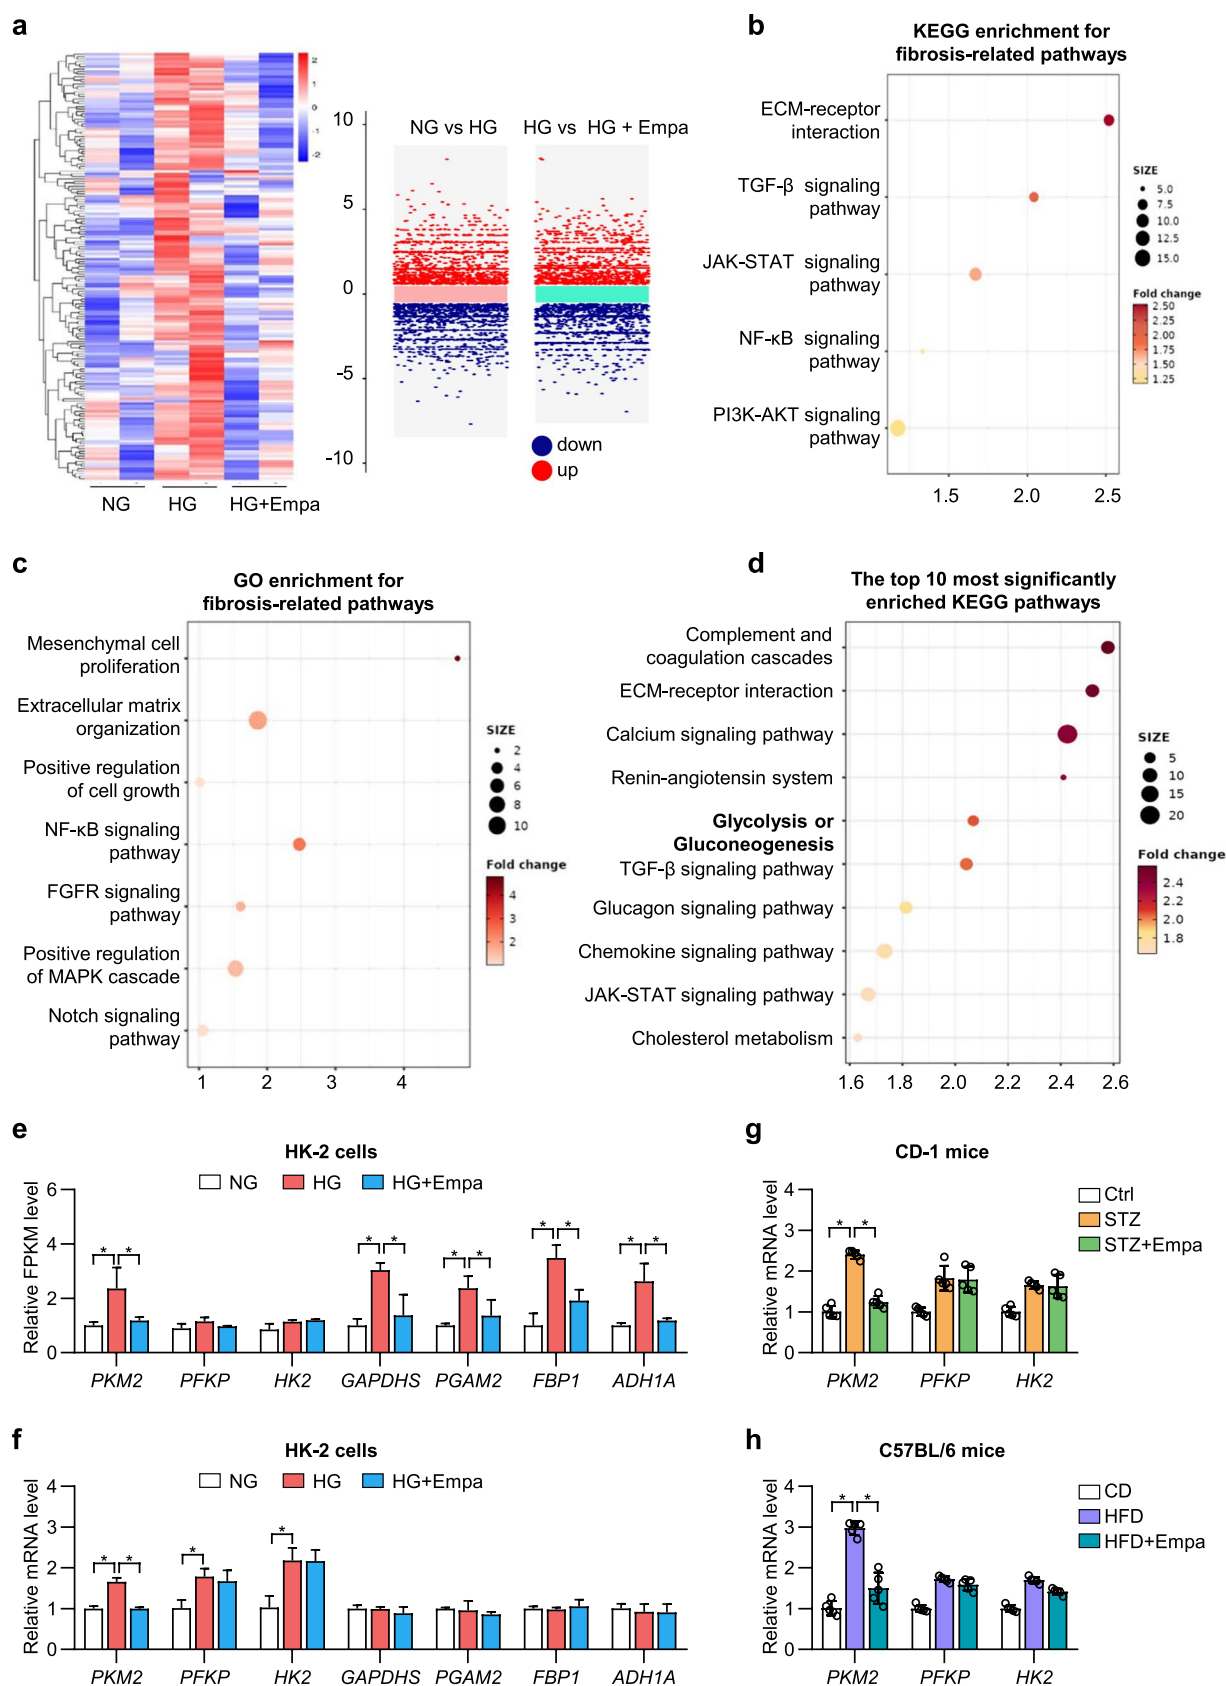 a
2
1
0
-1
-2
NG
HG
HG+Empa
10
5
0
-5
-10
NG vs HG
HG vs HG + Empa
down
up
b
KEGG enrichment for
fibrosis-related pathways
ECM-receptor
interaction
TGF-β signaling
pathway
JAK-STAT signaling
pathway
NF-κB signaling
pathway
PI3K-AKT signaling
pathway
1.5
2.0
2.5
SIZE
5.0
7.5
10.0
12.5
15.0
Fold change
2.50
2.25
2.00
1.75
1.50
1.25
c
GO enrichment for
fibrosis-related pathways
Mesenchymal cell
proliferation
Extracellular matrix
organization
Positive regulation
of cell growth
NF-κB signaling
pathway
FGFR signaling
pathway
Positive regulation
of MAPK cascade
Notch signaling
pathway
1
2
3
4
SIZE
2
4
6
8
10
Fold change
4
3
2
d
The top 10 most significantly
enriched KEGG pathways
Complement and
coagulation cascades
ECM-receptor interaction
Calcium signaling pathway
Renin-angiotensin system
Glycolysis or
Gluconeogenesis
TGF-β signaling pathway
Glucagon signaling pathway
Chemokine signaling pathway
JAK-STAT signaling pathway
Cholesterol metabolism
1.6
1.8
2.0
2.2
2.4
2.6
SIZE
5
10
15
20
Fold change
2.4
2.2
2.0
1.8
e
HK-2 cells
NG
HG
HG+Empa
Relative FPKM level
6
4
2
0
* * * * * * * * * *
PKM2
PFKP
HK2
GAPDHS
PGAM2
FBP1
ADH1A
g
CD-1 mice
Ctrl
STZ
STZ+Empa
Relative mRNA level
4
3
2
1
0
* *
PKM2
PFKP
HK2
f
HK-2 cells
NG
HG
HG+Empa
Relative mRNA level
4
3
2
1
0
* * * *
PKM2
PFKP
HK2
GAPDHS
PGAM2
FBP1
ADH1A
h
C57BL/6 mice
CD
HFD
HFD+Empa
Relative mRNA level
4
3
2
1
0
* *
PKM2
PFKP
HK2